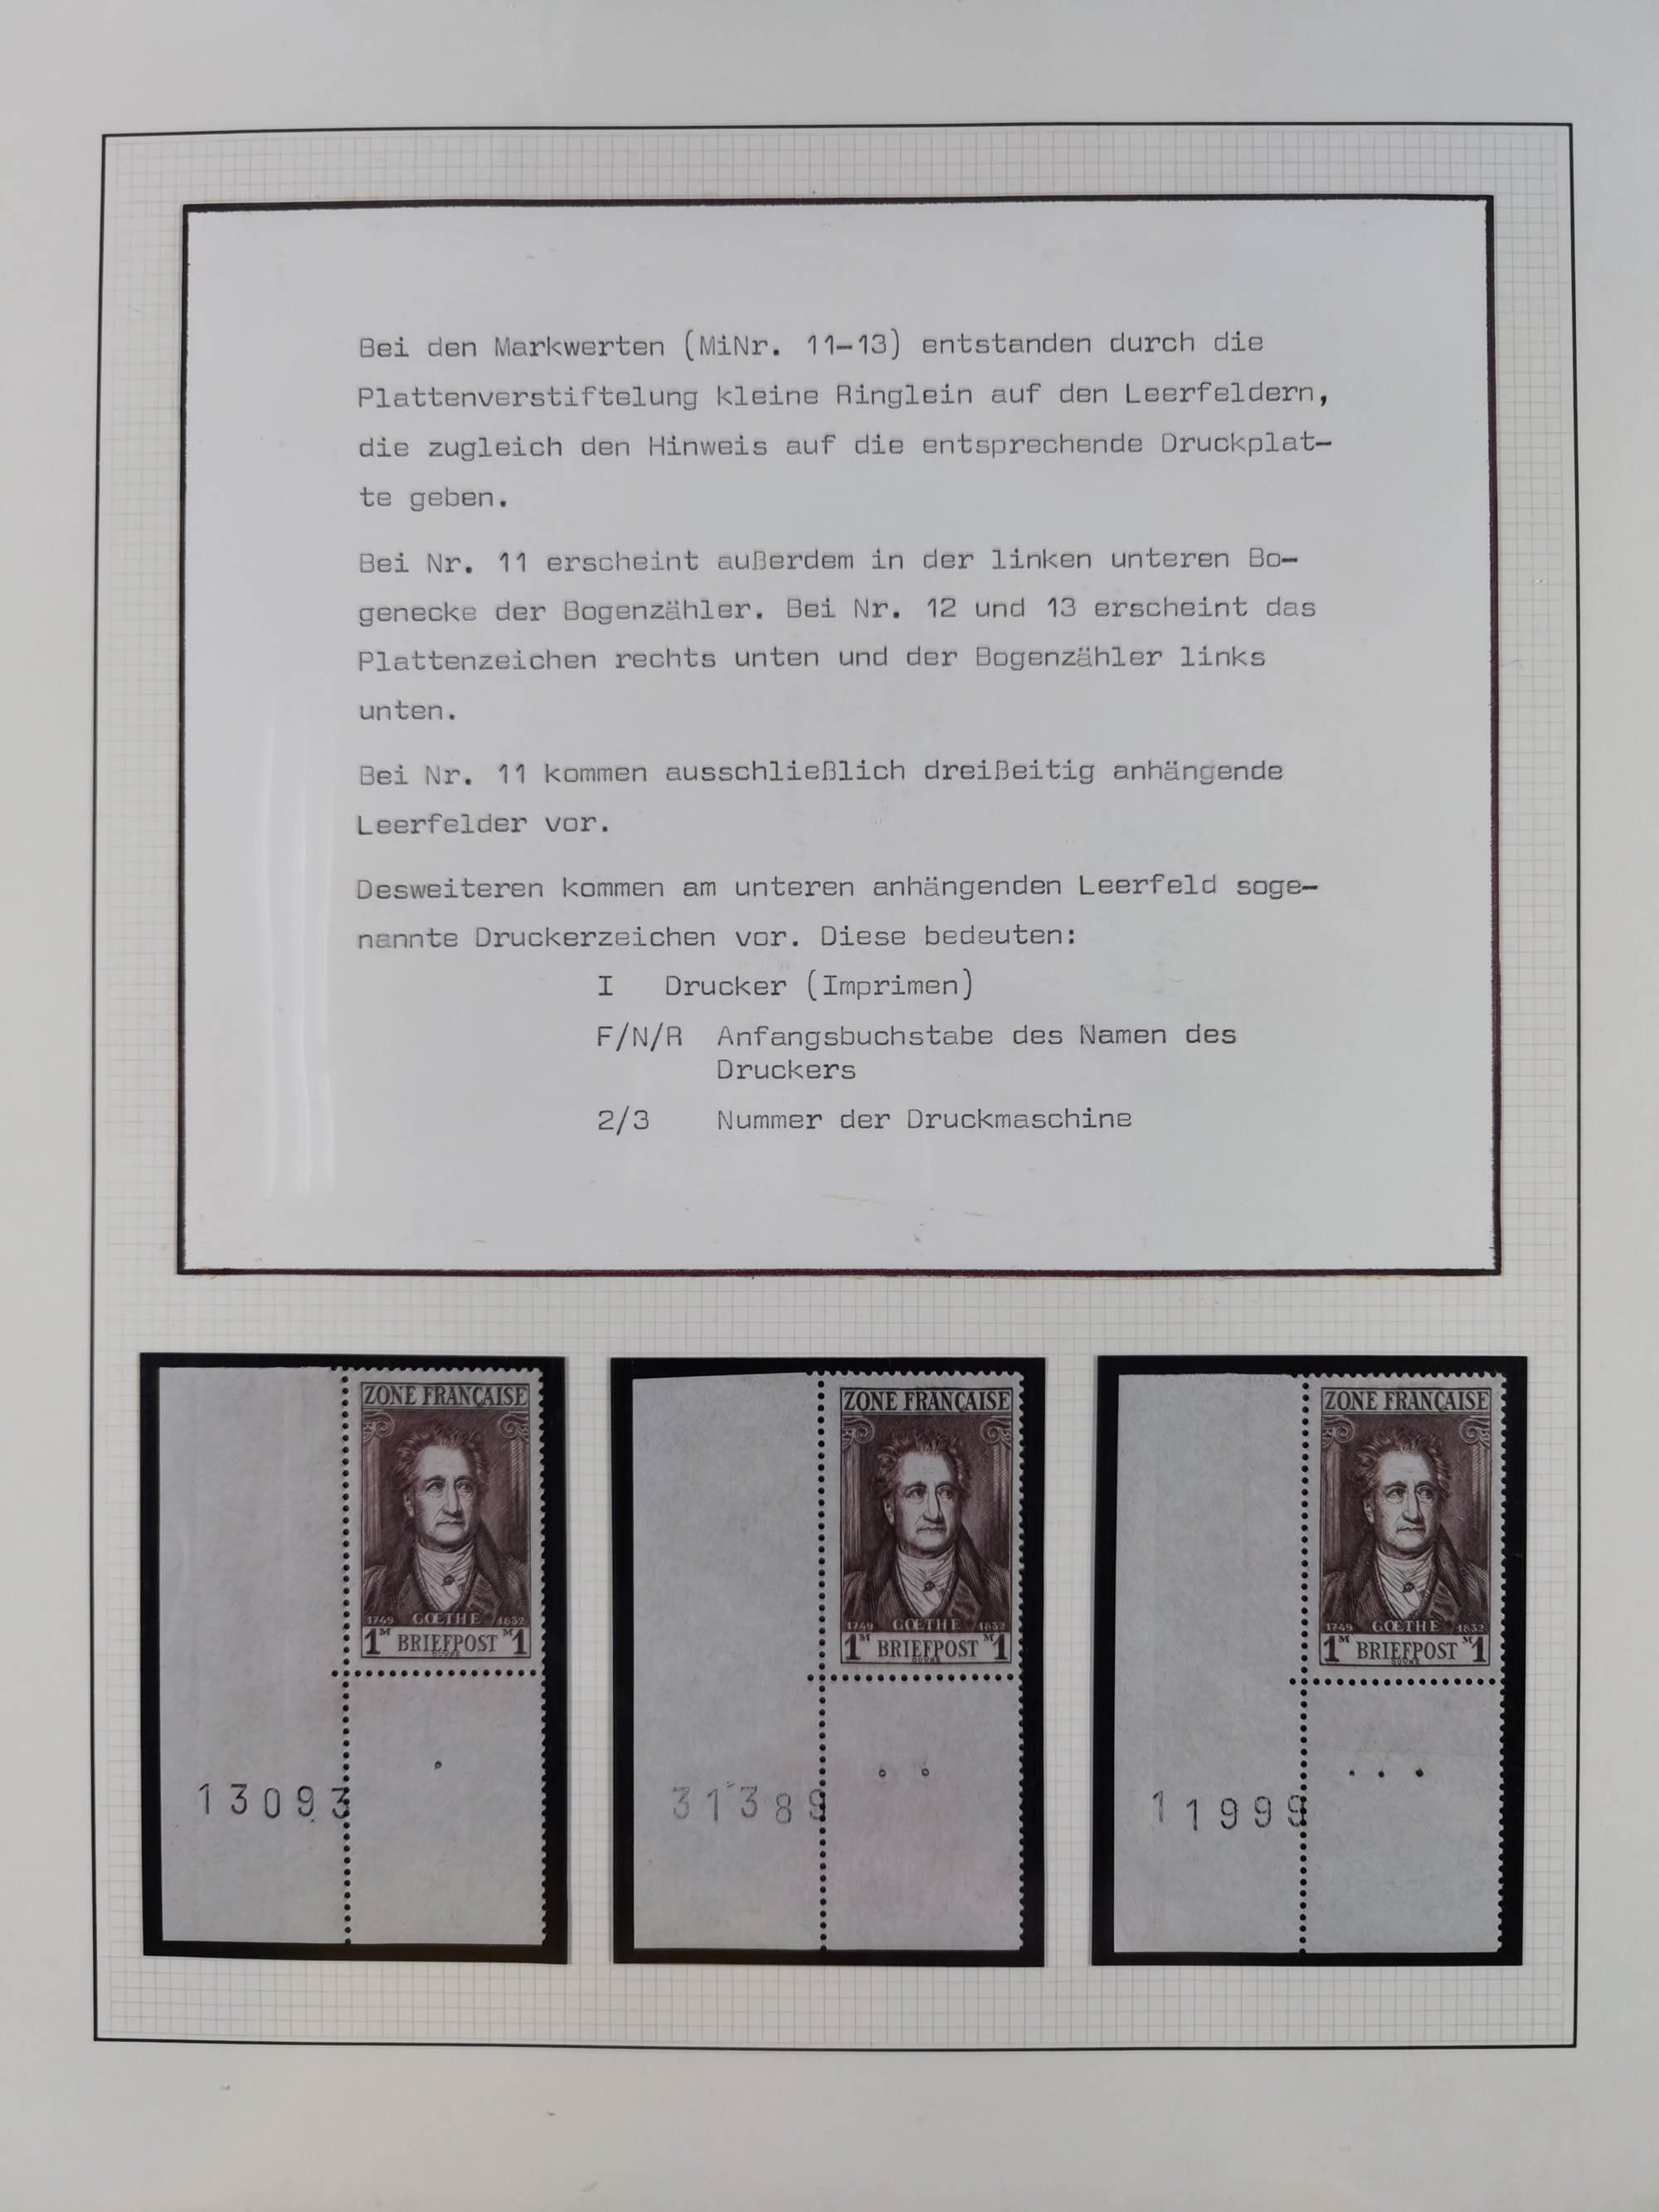 Bei den Markwerten (MiNr. 11-13) entstanden durch die
Plattenverstiftelung kleine Ringlein auf den Leerfeldern,
die zugleich den Hinweis auf die entsprechende Druckplat-
te geben.
Bei Nr. 11 erscheint außerdem in der linken unteren Bo-
genecke der Bogenzähler. Bei Nr. 12 und 13 erscheint das
Plattenzeichen rechts unten und der Bogenzähler links
unten.
Bei Nr. 11 kommen ausschließlich dreißeitig anhängende
Leerfelder vor.
Desweiteren kommen am unteren anhängenden Leerfeld soge-
nannte Druckerzeichen vor. Diese bedeuten:
I Drucker (Imprimen)
F/N/R Anfangsbuchstabe des Namen des
Druckers
2/3 Nummer der Druckmaschine
ZONE FRANÇAISE
1749 GŒTHE 1832
1M BRIEFPOST M1
13093
ZONE FRANÇAISE
1749 GŒTHE 1832
1M BRIEFPOST M1
31389
ZONE FRANÇAISE
1749 GŒTHE 1832
1M BRIEFPOST M1
11999